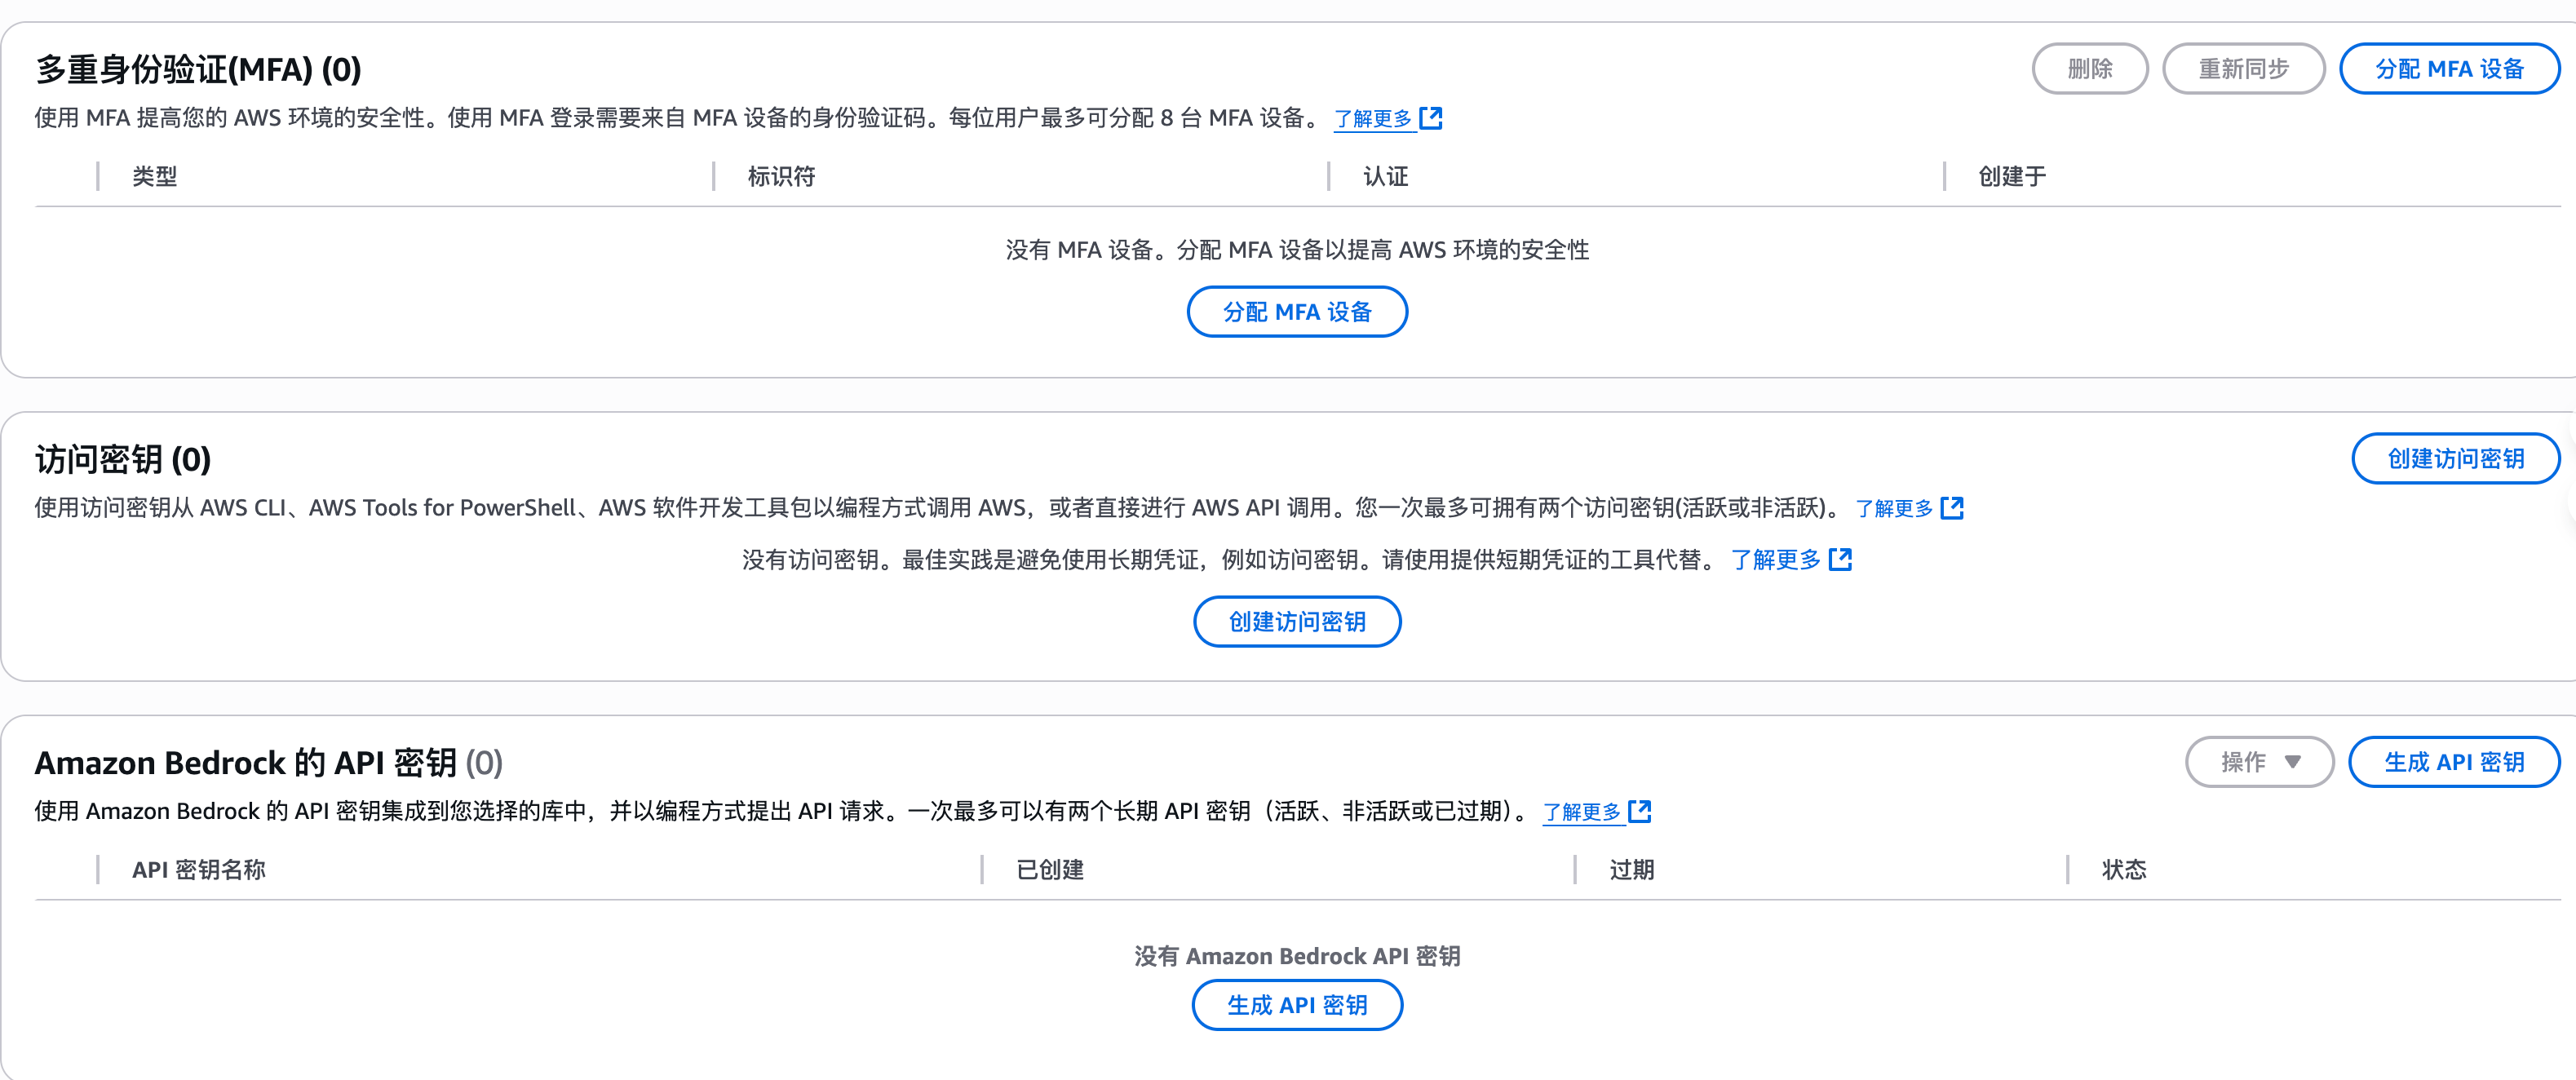 多重身份验证(MFA) (0)
删除
重新同步
分配 MFA 设备
使用 MFA 提高您的 AWS 环境的安全性。使用 MFA 登录需要来自 MFA 设备的身份验证码。每位用户最多可分配 8 台 MFA 设备。 了解更多
类型
标识符
认证
创建于
没有 MFA 设备。分配 MFA 设备以提高 AWS 环境的安全性
分配 MFA 设备
访问密钥 (0)
创建访问密钥
使用访问密钥从 AWS CLI、AWS Tools for PowerShell、AWS 软件开发工具包以编程方式调用 AWS，或者直接进行 AWS API 调用。您一次最多可拥有两个访问密钥(活跃或非活跃)。 了解更多
没有访问密钥。最佳实践是避免使用长期凭证，例如访问密钥。请使用提供短期凭证的工具代替。 了解更多
创建访问密钥
Amazon Bedrock 的 API 密钥 (0)
操作
生成 API 密钥
使用 Amazon Bedrock 的 API 密钥集成到您选择的库中，并以编程方式提出 API 请求。一次最多可以有两个长期 API 密钥（活跃、非活跃或已过期）。 了解更多
API 密钥名称
已创建
过期
状态
没有 Amazon Bedrock API 密钥
生成 API 密钥